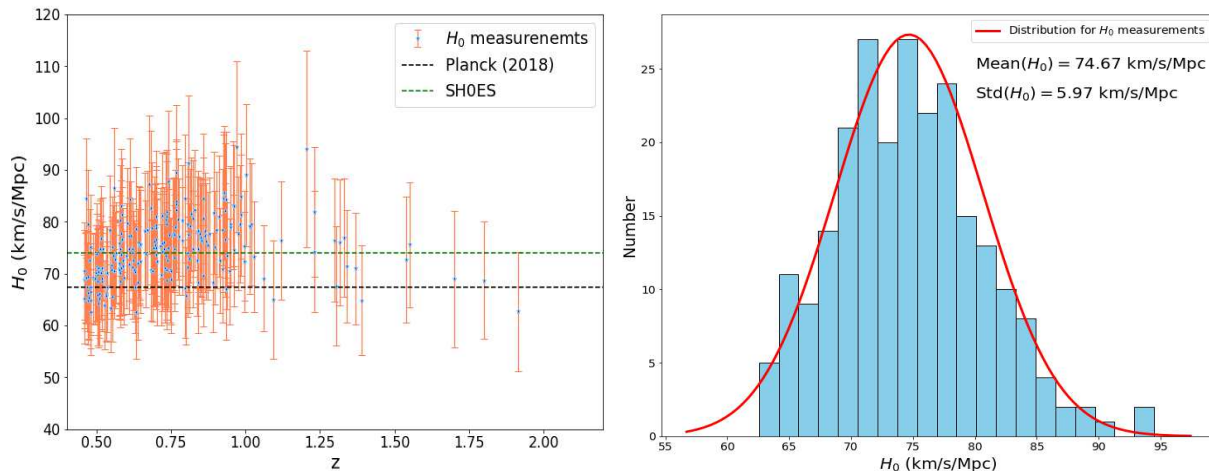 120
110
100
90
80
70
60
50
40
H₀ (km/s/Mpc)
H₀ measurenemts
Planck (2018)
SH0ES
0.50 0.75 1.00 1.25 1.50 1.75 2.00
z
25
20
15
10
5
0
Number
Distribution for H₀ measurements
Mean(H₀) = 74.67 km/s/Mpc
Std(H₀) = 5.97 km/s/Mpc
55 60 65 70 75 80 85 90 95
H₀ (km/s/Mpc)